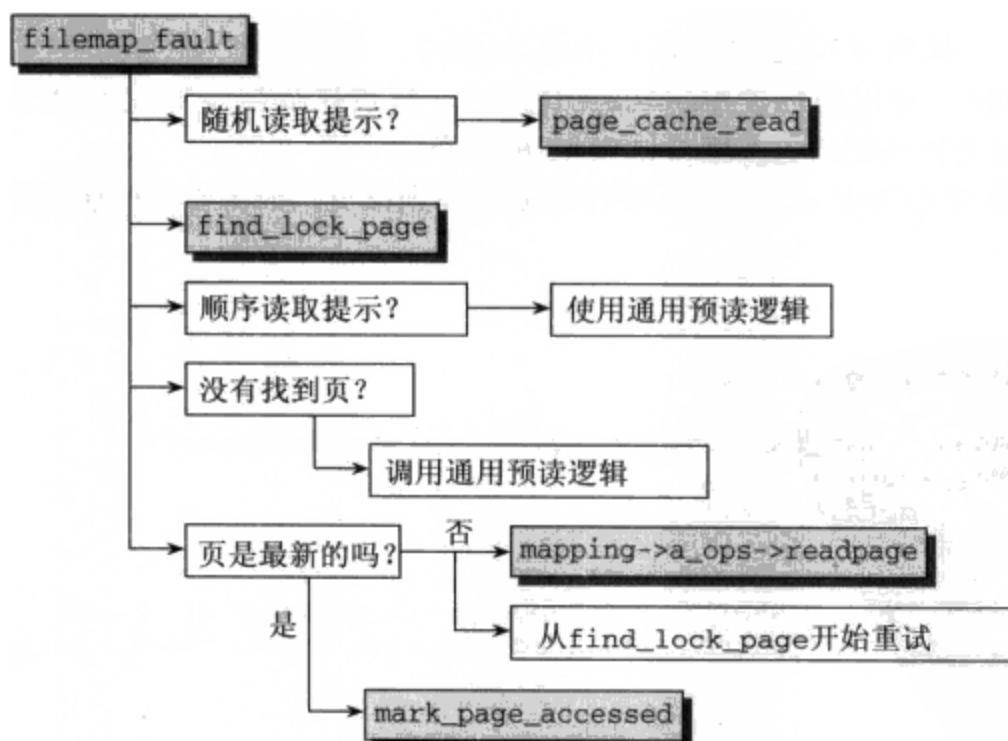 filemap_fault
随机读取提示？
page_cache_read
find_lock_page
顺序读取提示？
使用通用预读逻辑
没有找到页？
调用通用预读逻辑
页是最新的吗？
否
mapping->a_ops->readpage
从find_lock_page开始重试
是
mark_page_accessed